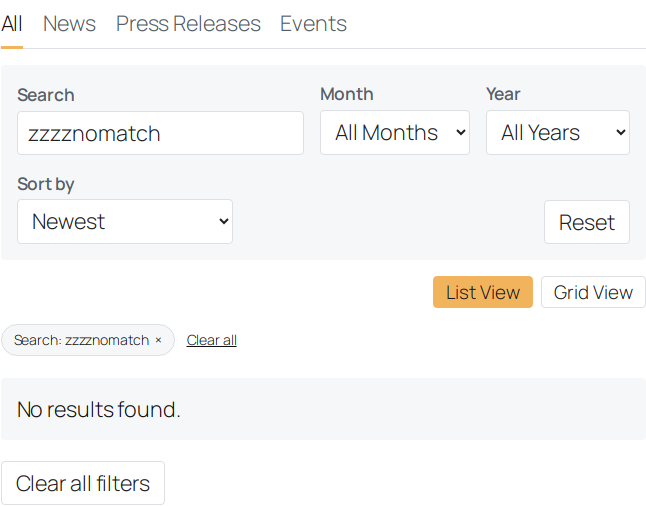 All News Press Releases Events
Search Month Year
zzzznomatch All Months All Years
Sort by
Newest Reset
List View Grid View
Search: zzzznomatch × Clear all
No results found.
Clear all filters